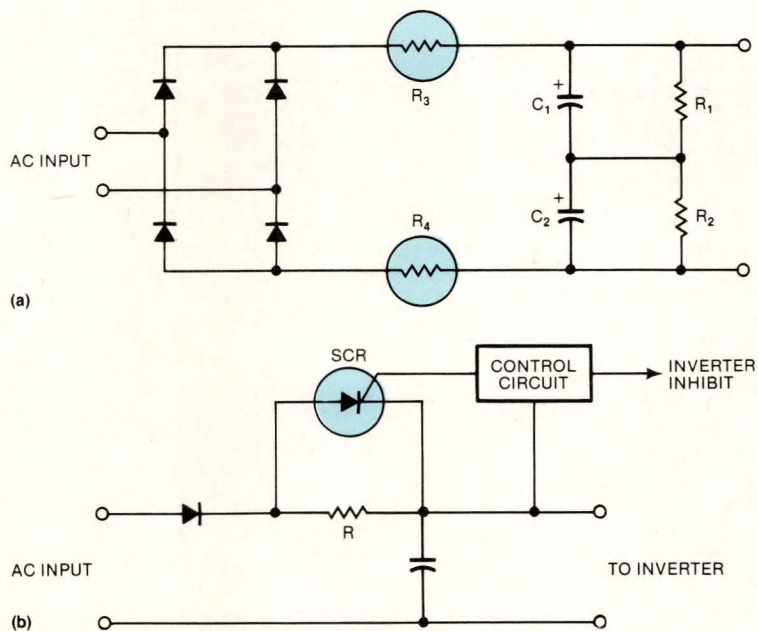 R3
AC INPUT
C1
+
R1
C2
+
R2
R4
(a)
SCR
CONTROL
CIRCUIT
INVERTER
INHIBIT
R
AC INPUT
TO INVERTER
(b)